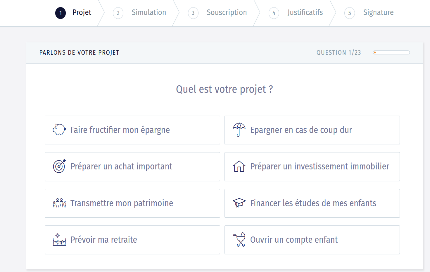 1 Projet 2 Simulation 3 Souscription 4 Justificatifs 5 Signature
PARLONS DE VOTRE PROJET QUESTION 1/23
Quel est votre projet ?
Faire fructifier mon épargne Epargner en cas de coup dur
Préparer un achat important Préparer un investissement immobilier
Transmettre mon patrimoine Financer les études de mes enfants
Prévoir ma retraite Ouvrir un compte enfant